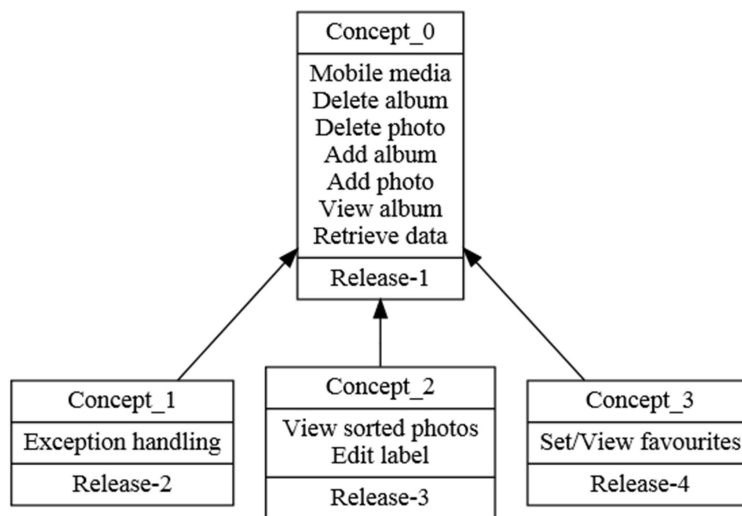 Concept_0
Mobile media
Delete album
Delete photo
Add album
Add photo
View album
Retrieve data
Release-1
Concept_1
Exception handling
Release-2
Concept_2
View sorted photos
Edit label
Release-3
Concept_3
Set/View favourites
Release-4